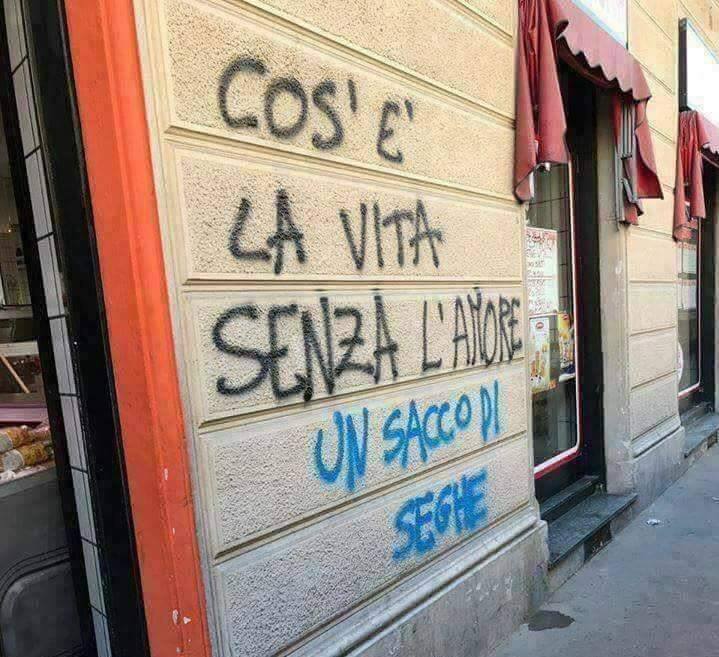 COS'È
LA VITA
SENZA L'AMORE
UN SACCO DI
SEGHE